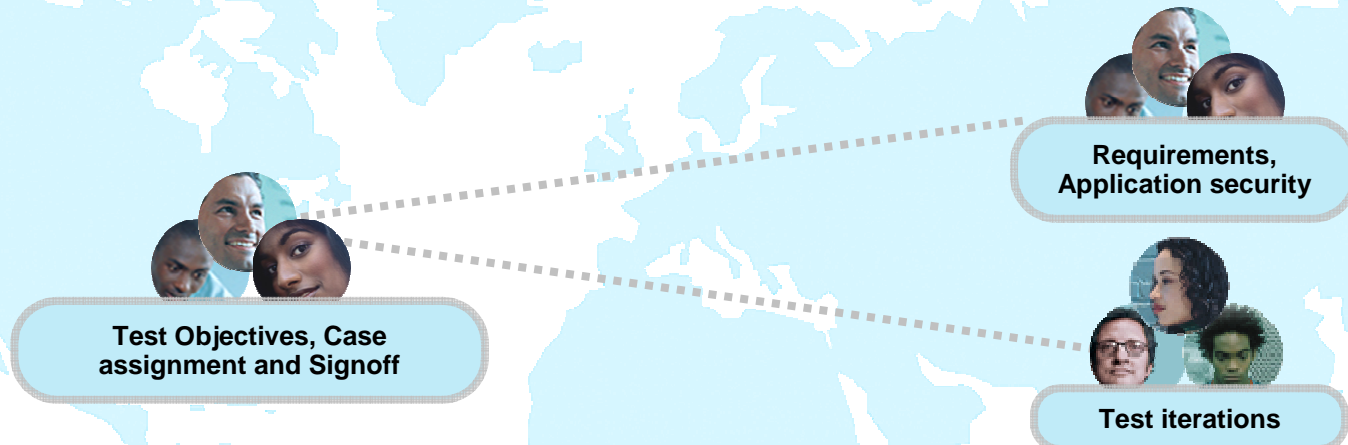 Requirements,
Application security
Test Objectives, Case
assignment and Signoff
Test iterations